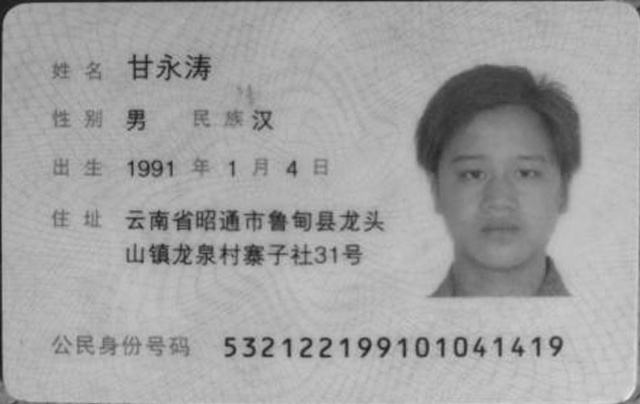 姓名 甘永涛
性别 男 民族 汉
出生 1991 年 1 月 4 日
住址 云南省昭通市鲁甸县龙头
山镇龙泉村寨子社31号
公民身份号码 532122199101041419